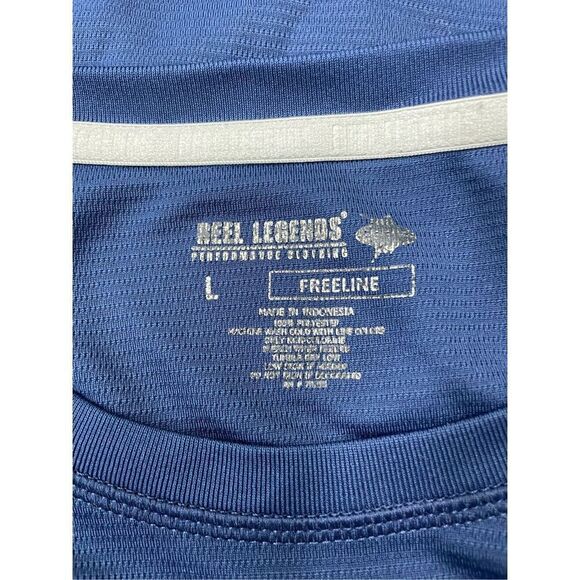 REEL LEGENDS®
PERFORMANCE CLOTHING
L FREELINE
MADE IN INDONESIA
100% POLYESTER
MACHINE WASH COLD WITH LIKE COLORS
ONLY NON-CHLORINE
BLEACH WHEN NEEDED
TUMBLE DRY LOW
LOW IRON IF NEEDED
DO NOT IRON IF DECORATED
RN #